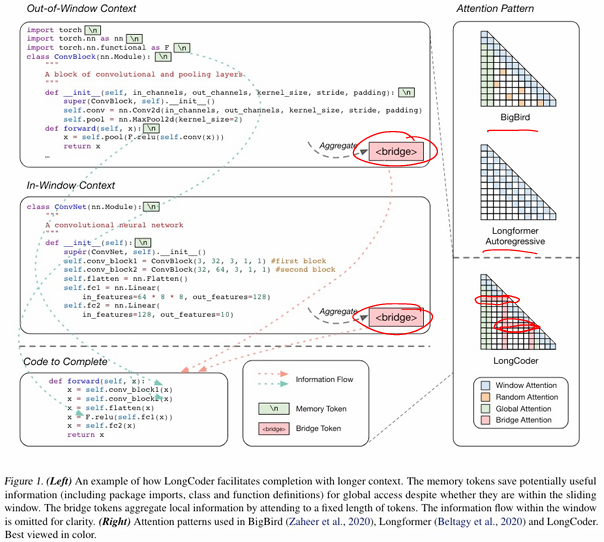 Out-of-Window Context
import torch \n
import torch.nn as nn \n
import torch.nn.functional as F \n
class ConvBlock(nn.Module): \n
"""
A block of convolutional and pooling layers
"""
def __init__(self, in_channels, out_channels, kernel_size, stride, padding): \n
super(ConvBlock, self).__init__()
self.conv = nn.Conv2d(in_channels, out_channels, kernel_size, stride, padding)
self.pool = nn.MaxPool2d(kernel_size=2)
def forward(self, x): \n
x = self.pool(F.relu(self.conv(x)))
return x
…
Aggregate
<bridge>
In-Window Context
class ConvNet(nn.Module): \n
"""
A convolutional neural network
"""
def __init__(self): \n
super(ConvNet, self).__init__()
self.conv_block1 = ConvBlock(3, 32, 3, 1, 1) #first block
self.conv_block2 = ConvBlock(32, 64, 3, 1, 1) #second block
self.flatten = nn.Flatten()
self.fc1 = nn.Linear(
in_features=64 * 8 * 8, out_features=128)
self.fc2 = nn.Linear(
in_features=128, out_features=10)
Aggregate
<bridge>
Code to Complete
def forward(self, x):
x = self.conv_block1(x)
x = self.conv_block2(x)
x = self.flatten(x)
x = F.relu(self.fc1(x))
x = self.fc2(x)
return x
Information Flow
\n Memory Token
<bridge> Bridge Token
Attention Pattern
BigBird
Longformer
Autoregressive
LongCoder
Window Attention
Random Attention
Global Attention
Bridge Attention
Figure 1. (Left) An example of how LongCoder facilitates completion with longer context. The memory tokens save potentially useful
information (including package imports, class and function definitions) for global access despite whether they are within the sliding
window. The bridge tokens aggregate local information by attending to a fixed length of tokens. The information flow within the window
is omitted for clarity. (Right) Attention patterns used in BigBird (Zaheer et al., 2020), Longformer (Beltagy et al., 2020) and LongCoder.
Best viewed in color.